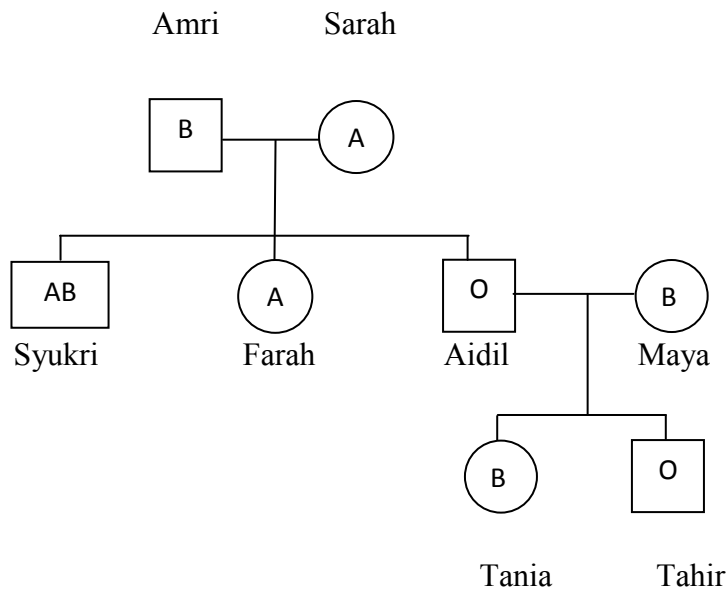 Amri Sarah
B A
AB A O B
Syukri Farah Aidil Maya
B O
Tania Tahir